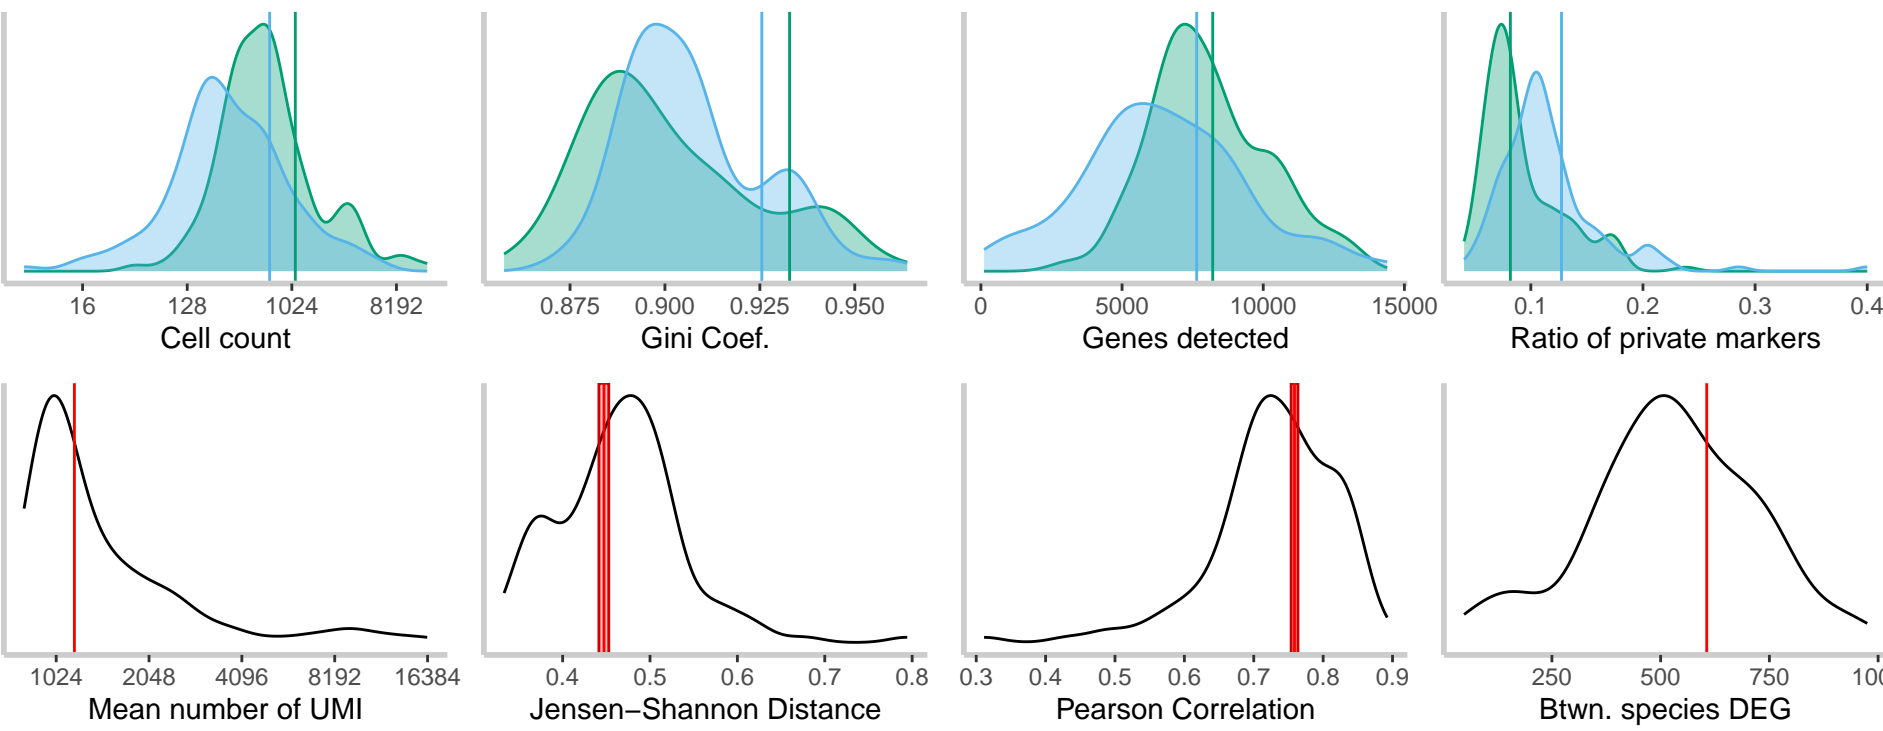 16 128 1024 8192
Cell count
0.875 0.900 0.925 0.950
Gini Coef.
0 5000 10000 15000
Genes detected
0.1 0.2 0.3 0.4
Ratio of private markers
1024 2048 4096 8192 16384
Mean number of UMI
0.4 0.5 0.6 0.7 0.8
Jensen−Shannon Distance
0.3 0.4 0.5 0.6 0.7 0.8 0.9
Pearson Correlation
250 500 750 100
Btwn. species DEG